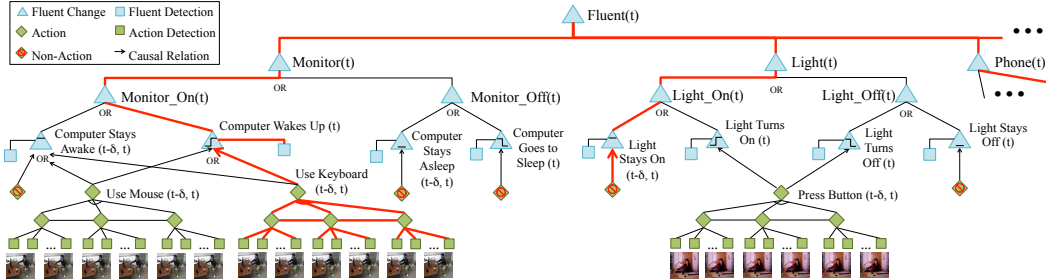 Fluent Change
Fluent Detection
Action
Action Detection
Non-Action
Causal Relation
Fluent(t)
Monitor(t)
OR
Light(t)
OR
Phone(t)
Monitor_On(t)
OR
Monitor_Off(t)
OR
Light_On(t)
OR
Light_Off(t)
OR
Computer Stays
Awake (t-δ, t)
OR
Computer Wakes Up (t)
OR
Computer
Stays
Asleep
(t-δ, t)
Computer
Goes to
Sleep (t)
Light
Stays On
(t-δ, t)
Light Turns
On (t)
Light
Turns
Off (t)
Light Stays
Off (t)
Use Mouse (t-δ, t)
Use Keyboard
(t-δ, t)
Press Button (t-δ, t)